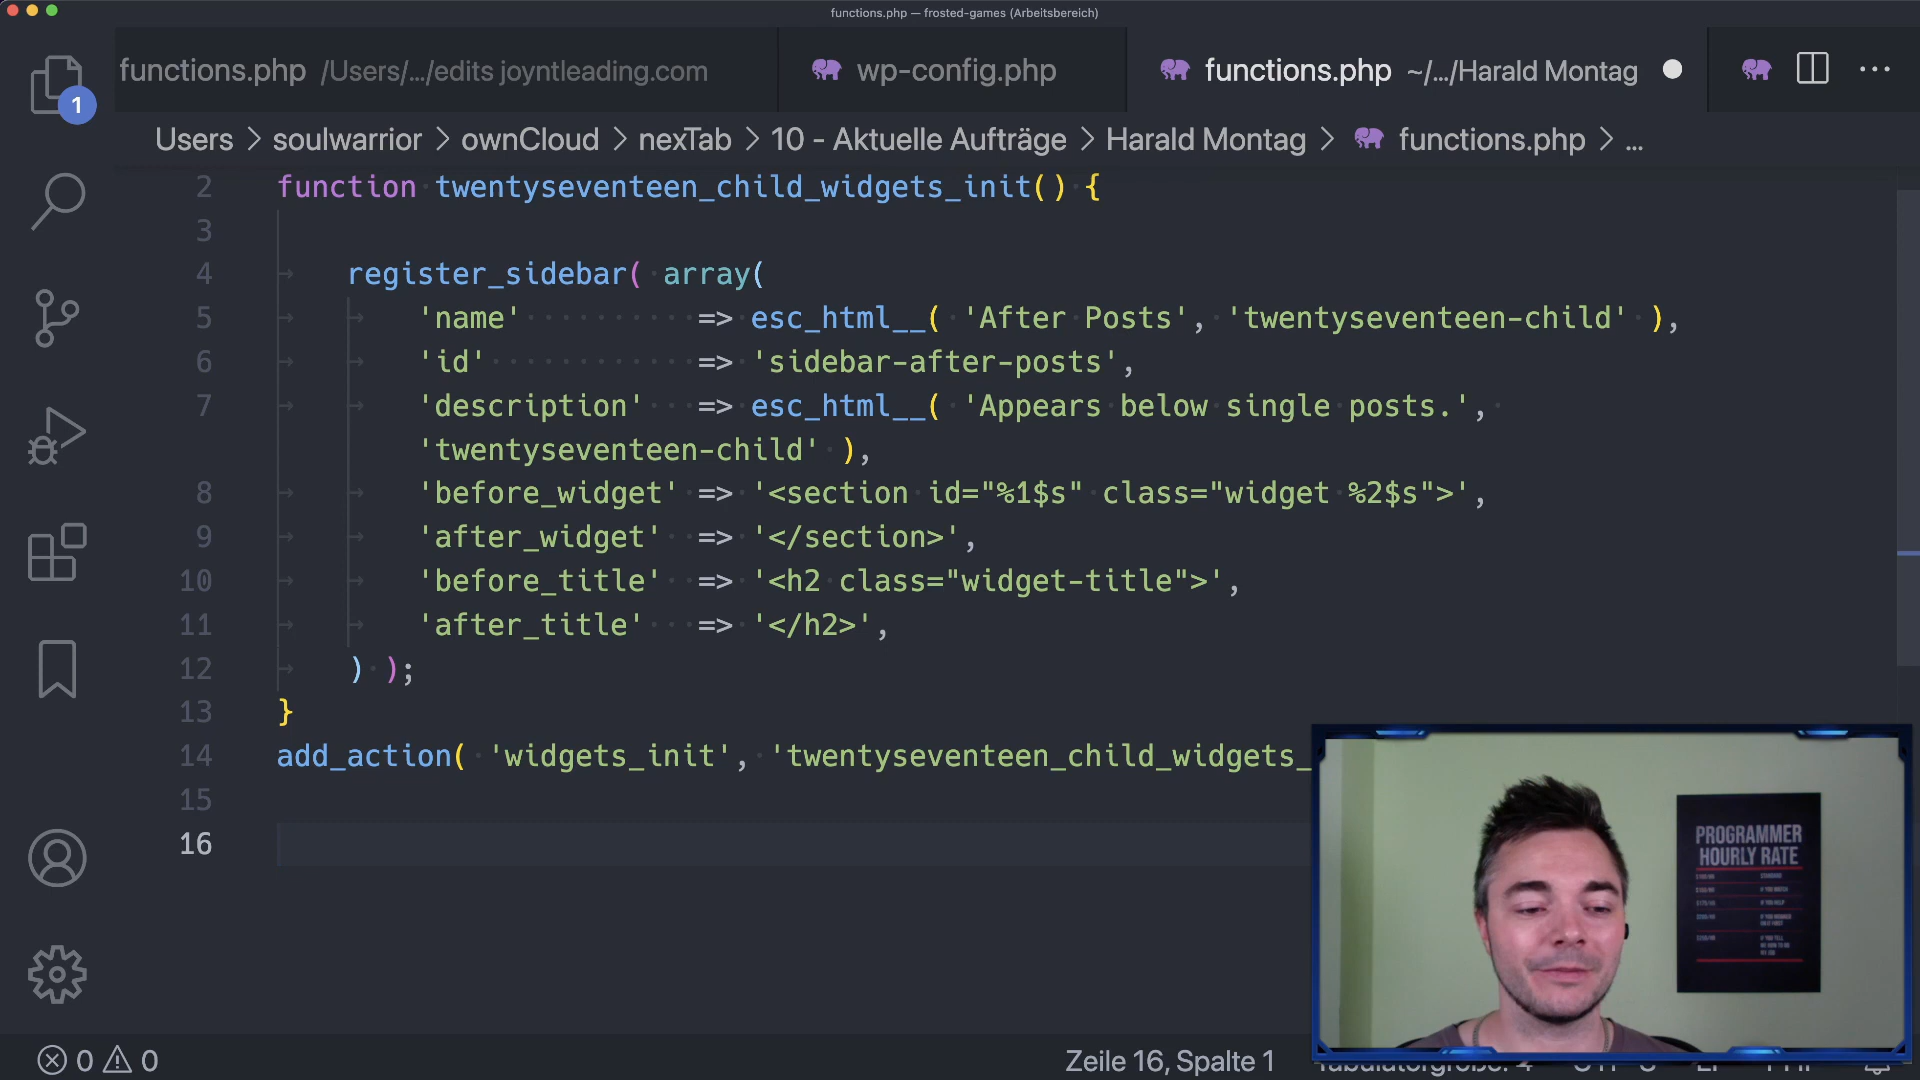 functions.php — frosted-games (Arbeitsbereich)
functions.php /Users/.../edits joyntleading.com
wp-config.php
functions.php ~/.../Harald Montag
1
Users > soulwarrior > ownCloud > nexTab > 10 - Aktuelle Aufträge > Harald Montag > functions.php > ...
2 function twentyseventeen_child_widgets_init() {
3
4 register_sidebar( array(
5 'name' => esc_html__( 'After Posts', 'twentyseventeen-child' ),
6 'id' => 'sidebar-after-posts',
7 'description' => esc_html__( 'Appears below single posts.',
'twentyseventeen-child' ),
8 'before_widget' => '<section id="%1$s" class="widget %2$s">',
9 'after_widget' => '</section>',
10 'before_title' => '<h2 class="widget-title">',
11 'after_title' => '</h2>',
12 ) );
13 }
14 add_action( 'widgets_init', 'twentyseventeen_child_widgets_
15
16
PROGRAMMER
HOURLY RATE
0 0
Zeile 16, Spalte 1